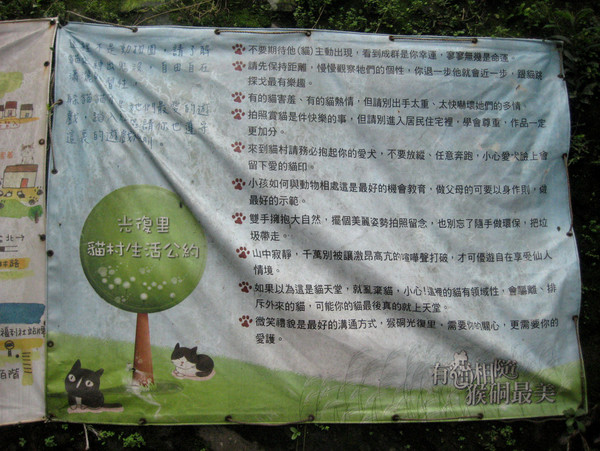 不要期待他(貓)主動出現，看到成群是你幸運，寥寥無幾是命運。
請先保持距離，慢慢觀察牠們的個性，你退一步他就會近一步，跟貓跳
探戈最有樂趣。
有的貓害羞、有的貓熱情，但請別出手太重、太快嚇壞她們的多情
拍照賞貓是件快樂的事，但請別進入居民住宅裡，學會尊重，作品一定
更加分。
來到貓村請務必抱起你的愛犬，不要放縱、任意奔跑，小心愛犬臉上會
留下愛的貓印。
小孩如何與動物相處這是最好的機會教育，做父母的可要以身作則，做
最好的示範。
雙手擁抱大自然，擺個美麗姿勢拍照留念，也別忘了隨手做環保，把垃
圾帶走。
山中寂靜，千萬別被讓激昂高亢的喧嘩聲打破，才可優遊自在享受仙人
情境。
如果以為這是貓天堂，就亂棄貓，小心!這裡的貓有領域性，會驅離、排
斥外來的貓，可能你的貓最後真的就上天堂。
微笑禮貌是最好的溝通方式，猴硐光復里，需要你的關心，更需要你的
愛護。
光復里
貓村生活公約
有貓相隨
猴硐最美